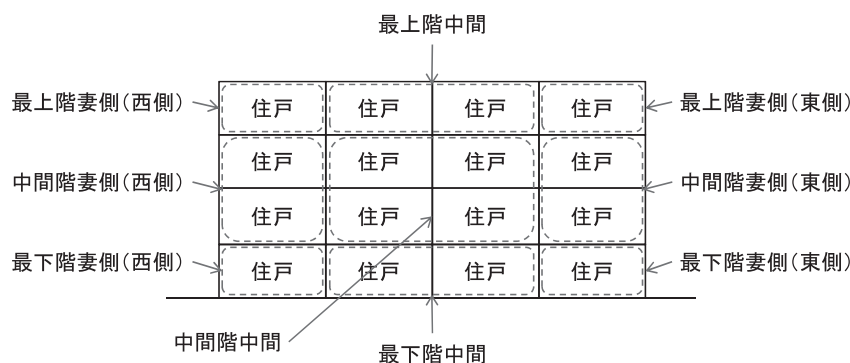 最上階中間
最上階妻側(西側)
住戸 住戸 住戸 住戸
最上階妻側(東側)
住戸 住戸 住戸 住戸
中間階妻側(西側)
中間階妻側(東側)
住戸 住戸 住戸 住戸
最下階妻側(西側)
住戸 住戸 住戸 住戸
最下階妻側(東側)
中間階中間
最下階中間